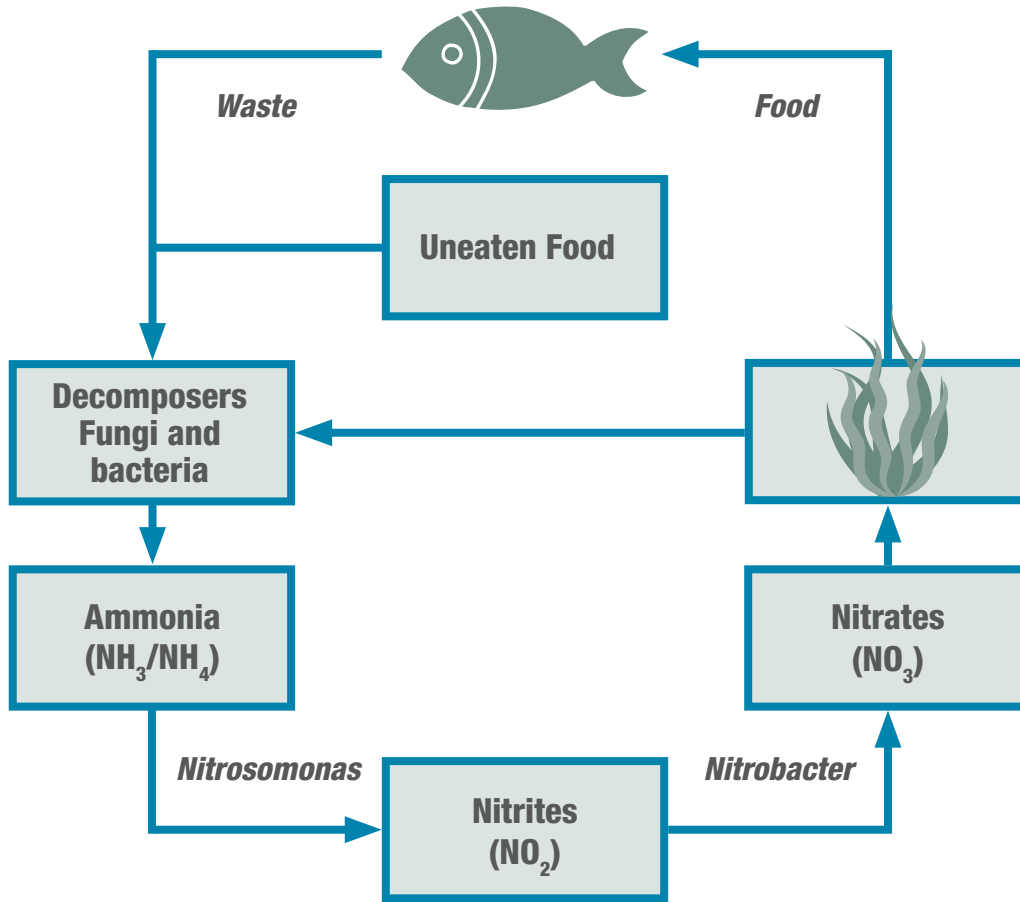 Waste
Food
Uneaten Food
Decomposers
Fungi and
bacteria
Ammonia
(NH₃/NH₄)
Nitrates
(NO₃)
Nitrosomonas
Nitrobacter
Nitrites
(NO₂)